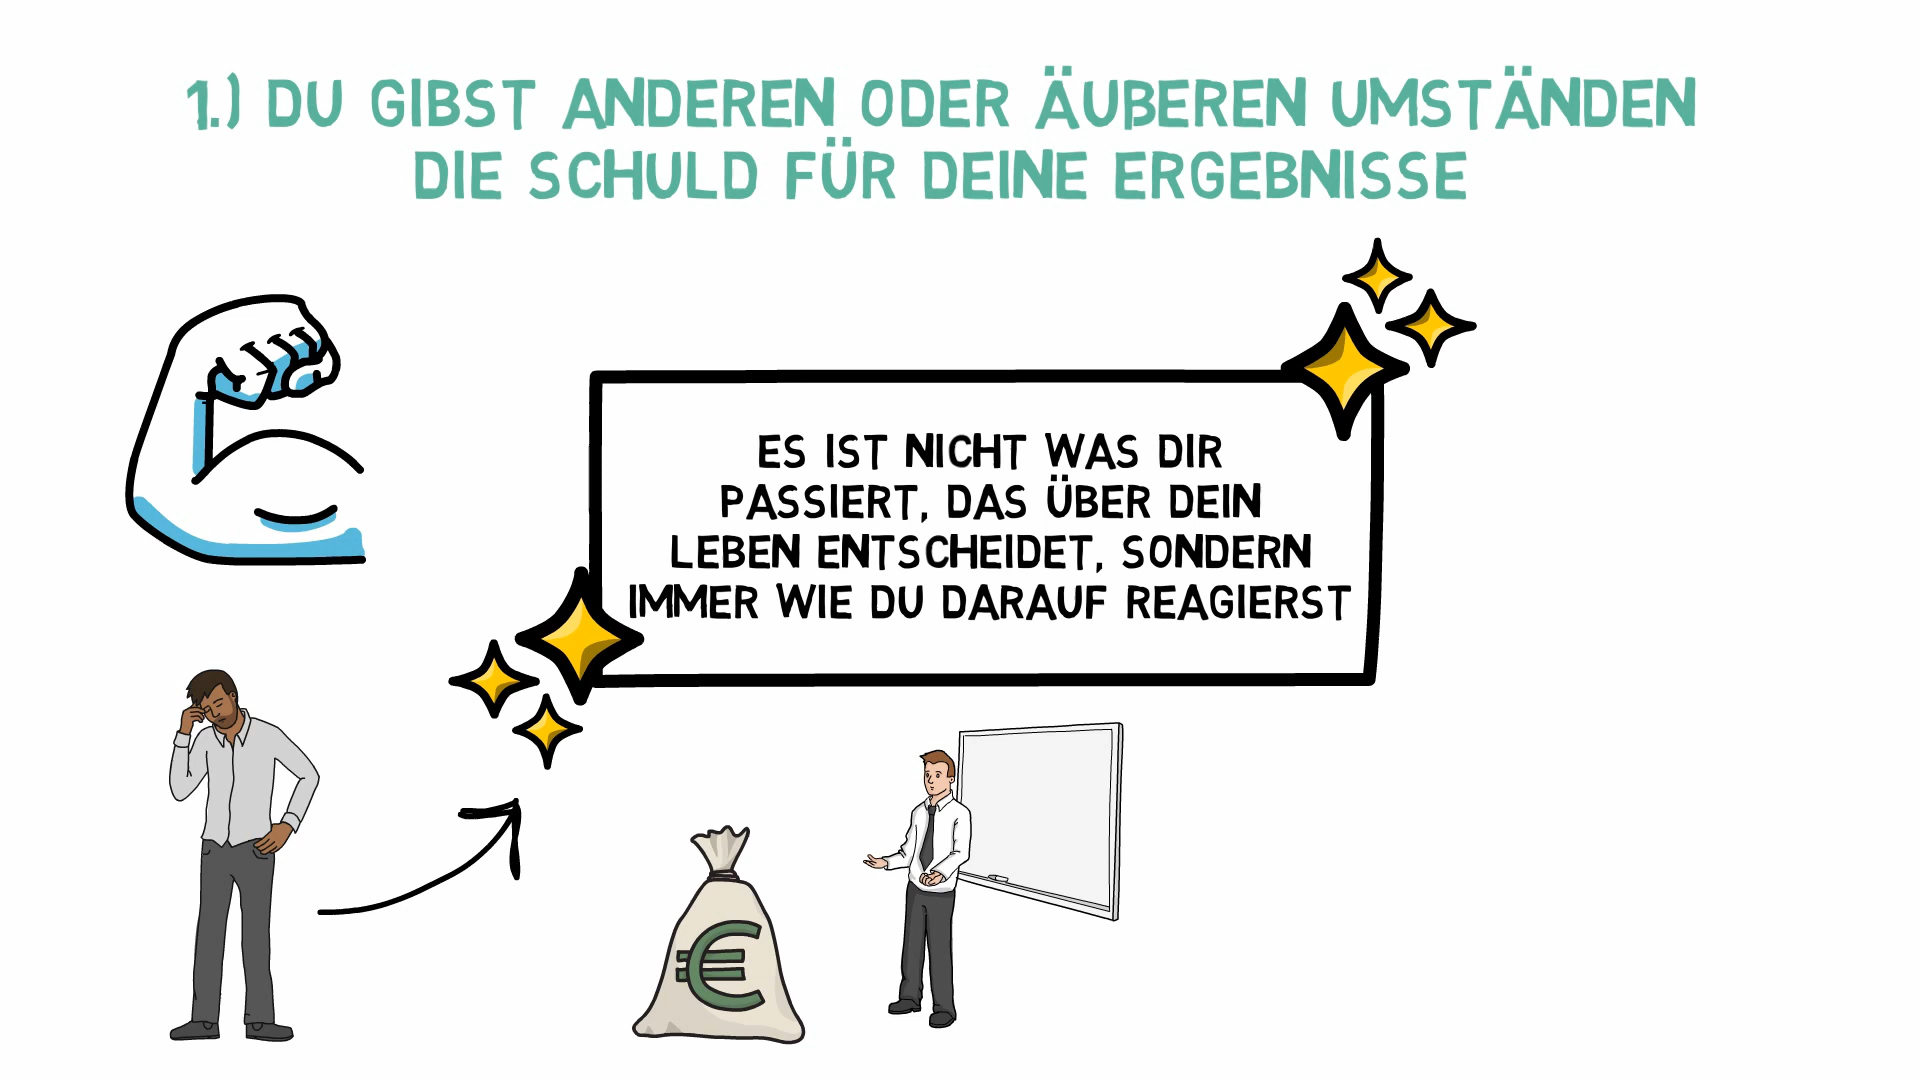 1.) DU GIBST ANDEREN ODER ÄUßEREN UMSTÄNDEN
DIE SCHULD FÜR DEINE ERGEBNISSE
ES IST NICHT WAS DIR
PASSIERT, DAS ÜBER DEIN
LEBEN ENTSCHEIDET, SONDERN
IMMER WIE DU DARAUF REAGIERST
€